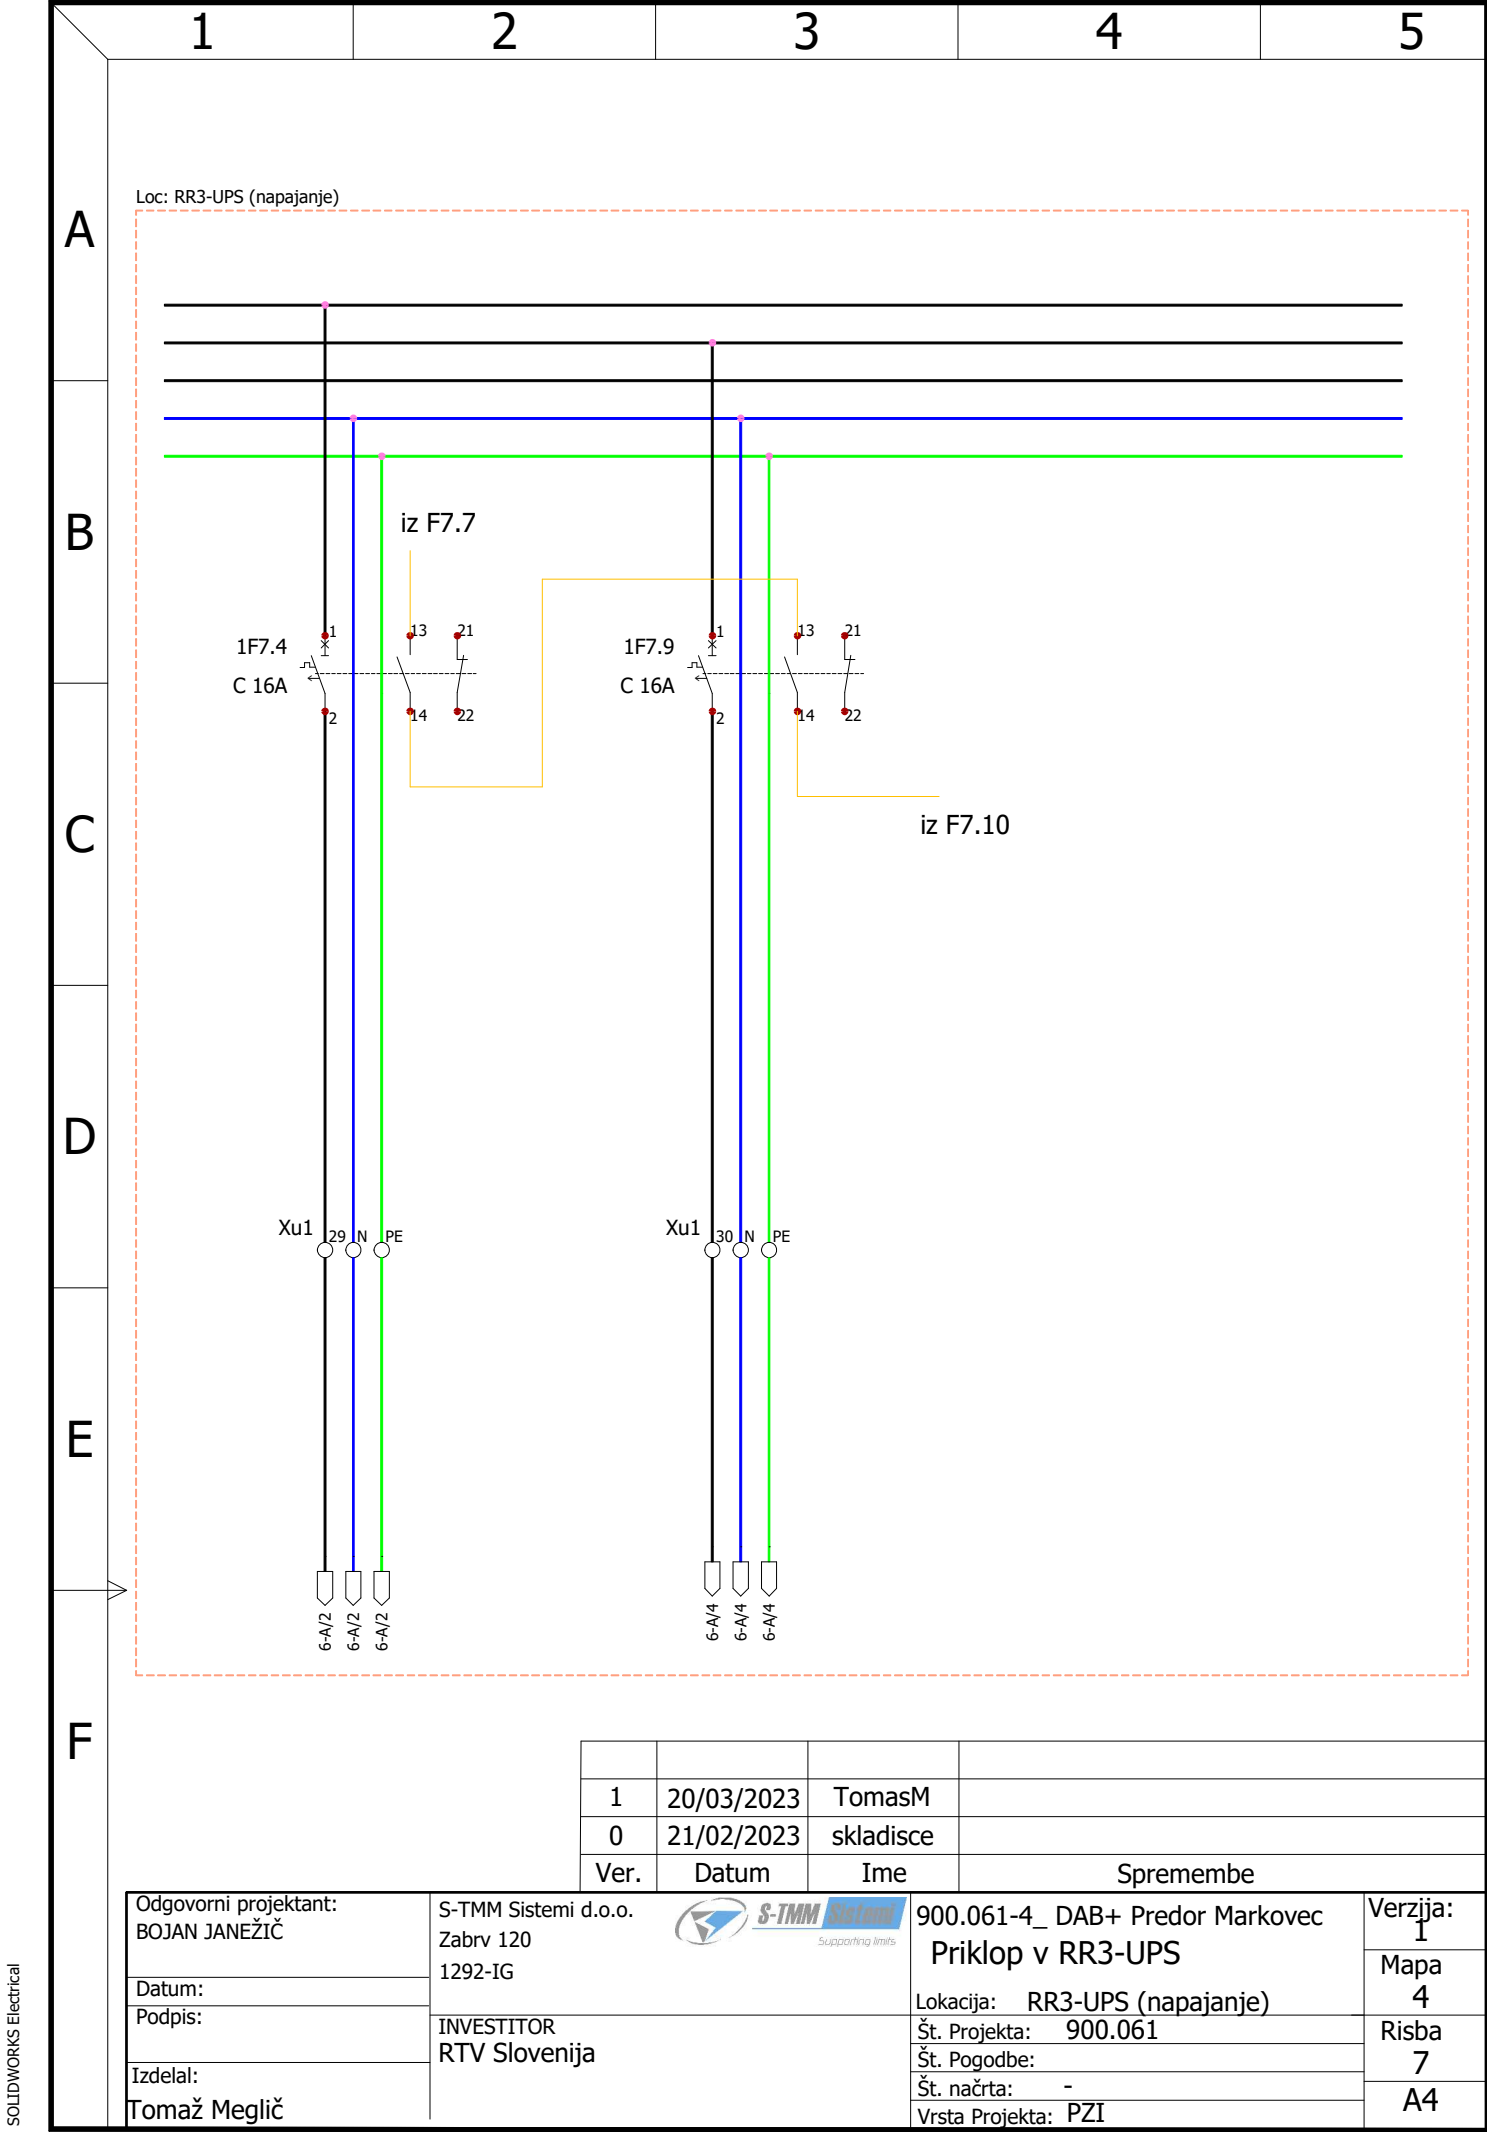 1 2 3 4 5
Loc: RR3-UPS (napajanje)
A
B
iz F7.7
1F7.4
C 16A
1
2
13
14
21
22
1F7.9
C 16A
1
2
13
14
21
22
C
iz F7.10
D
Xu1 29 N PE
Xu1 30 N PE
E
6-A/2 6-A/2 6-A/2
6-A/4 6-A/4 6-A/4
F
1 20/03/2023 TomasM
0 21/02/2023 skladisce
Ver. Datum Ime Spremembe
Odgovorni projektant:
BOJAN JANEŽIČ
Datum:
Podpis:
Izdelal:
Tomaž Meglič
S-TMM Sistemi d.o.o.
Zabrv 120
1292-IG
S-TMM Sistemi
Supporting limits
INVESTITOR
RTV Slovenija
900.061-4_ DAB+ Predor Markovec
Priklop v RR3-UPS
Lokacija: RR3-UPS (napajanje)
Št. Projekta: 900.061
Št. Pogodbe:
Št. načrta: -
Vrsta Projekta: PZI
Verzija:
1
Mapa
4
Risba
7
A4
SOLIDWORKS Electrical